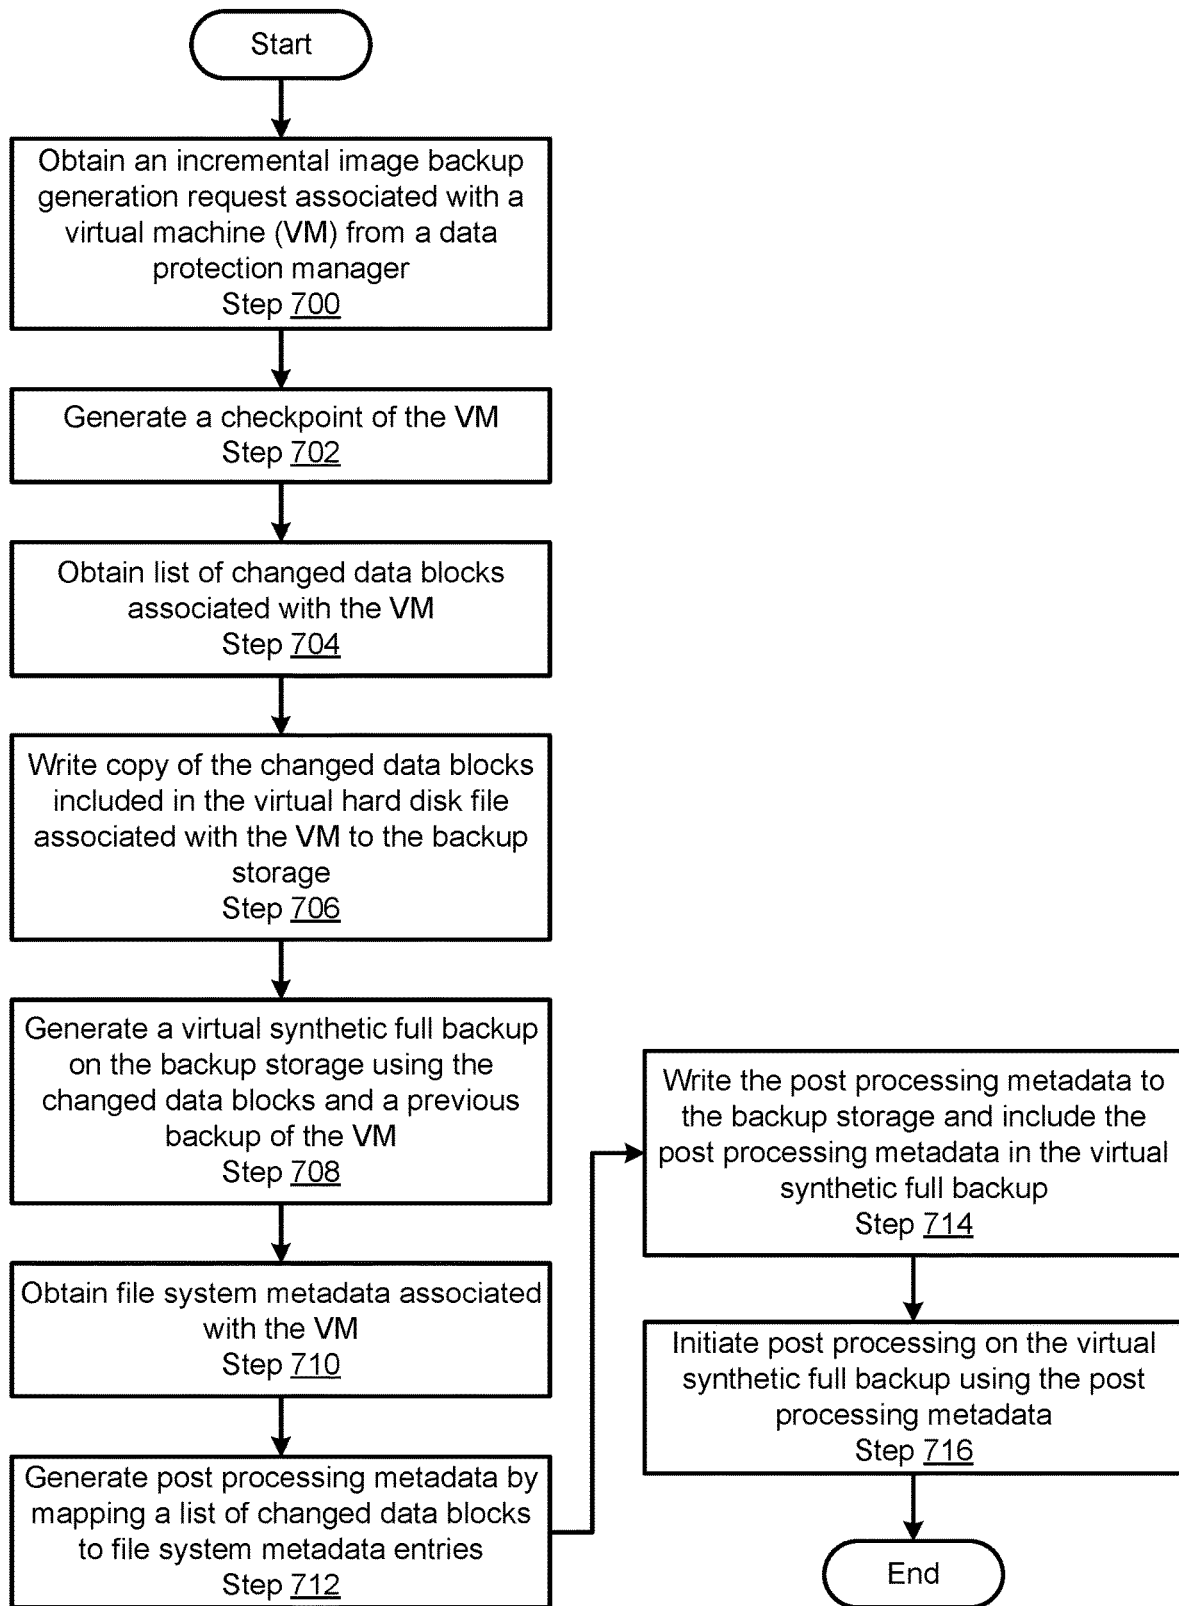 Start
Obtain an incremental image backup
generation request associated with a
virtual machine (VM) from a data
protection manager
Step 700
Generate a checkpoint of the VM
Step 702
Obtain list of changed data blocks
associated with the VM
Step 704
Write copy of the changed data blocks
included in the virtual hard disk file
associated with the VM to the backup
storage
Step 706
Generate a virtual synthetic full backup
on the backup storage using the
changed data blocks and a previous
backup of the VM
Step 708
Obtain file system metadata associated
with the VM
Step 710
Generate post processing metadata by
mapping a list of changed data blocks
to file system metadata entries
Step 712
Write the post processing metadata to
the backup storage and include the
post processing metadata in the virtual
synthetic full backup
Step 714
Initiate post processing on the virtual
synthetic full backup using the post
processing metadata
Step 716
End